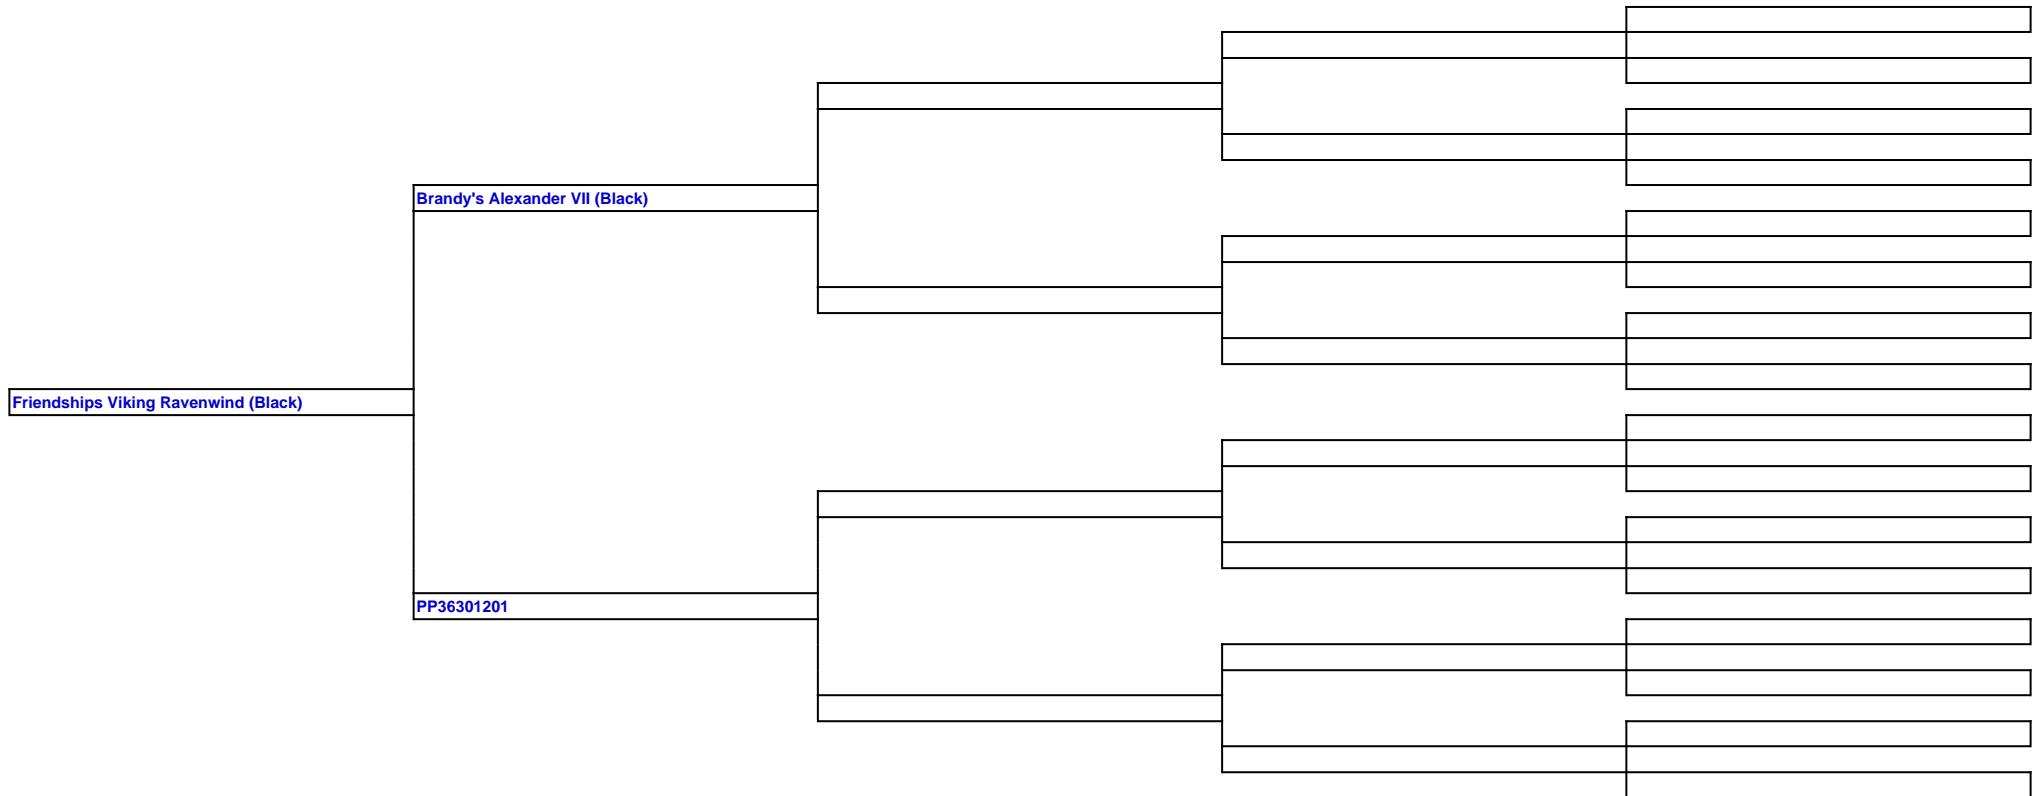 Brandy's Alexander VII (Black)
Friendships Viking Ravenwind (Black)
PP36301201